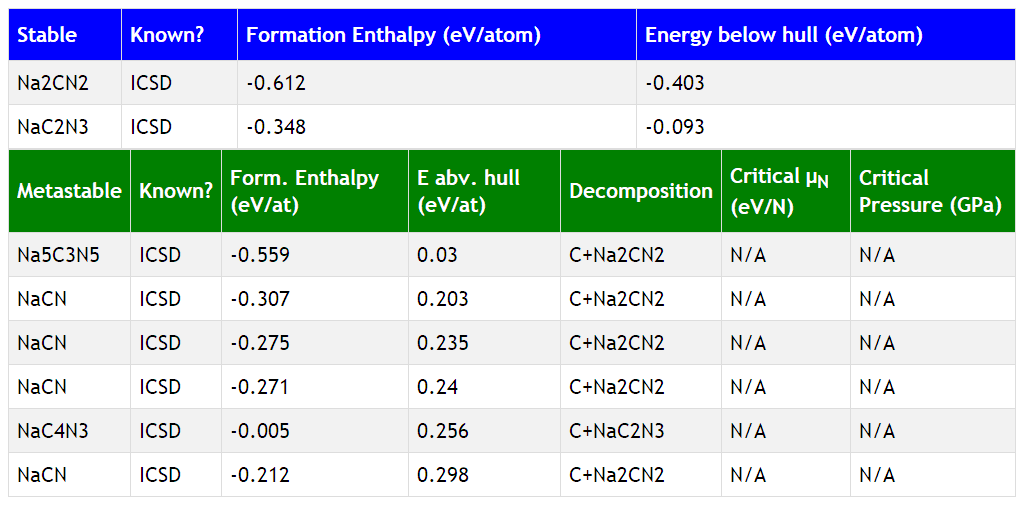 Stable Known? Formation Enthalpy (eV/atom) Energy below hull (eV/atom)
Na2CN2 ICSD -0.612 -0.403
NaC2N3 ICSD -0.348 -0.093
Metastable Known? Form. Enthalpy (eV/at) E abv. hull (eV/at) Decomposition Critical μN (eV/N) Critical Pressure (GPa)
Na5C3N5 ICSD -0.559 0.03 C+Na2CN2 N/A N/A
NaCN ICSD -0.307 0.203 C+Na2CN2 N/A N/A
NaCN ICSD -0.275 0.235 C+Na2CN2 N/A N/A
NaCN ICSD -0.271 0.24 C+Na2CN2 N/A N/A
NaC4N3 ICSD -0.005 0.256 C+NaC2N3 N/A N/A
NaCN ICSD -0.212 0.298 C+Na2CN2 N/A N/A